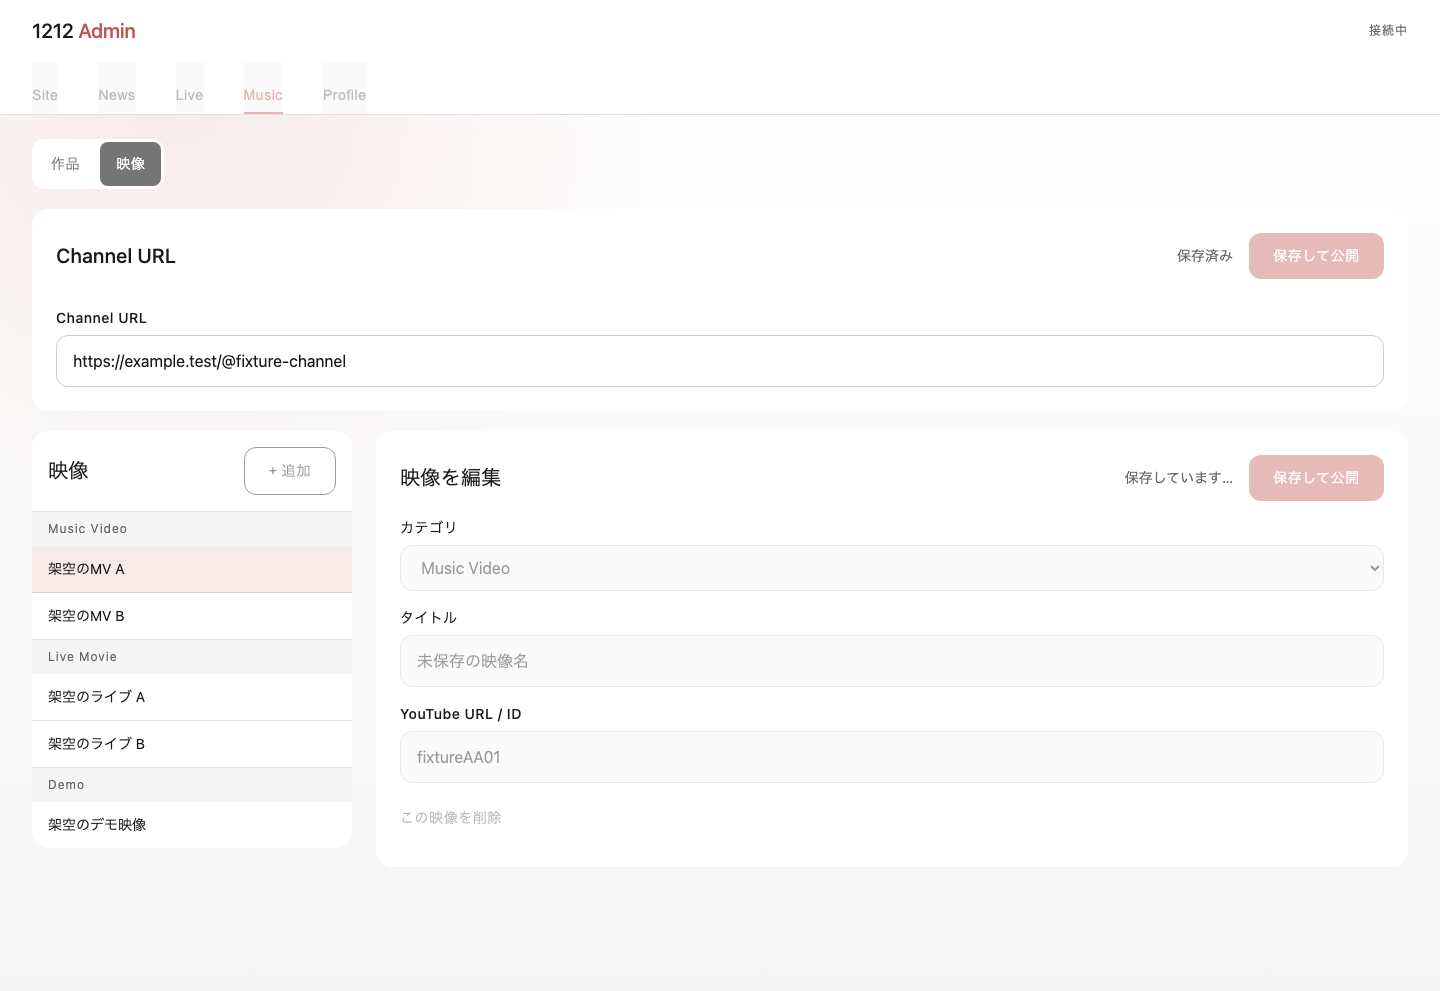 1212 Admin
接続中
Site
News
Live
Music
Profile
作品
映像
Channel URL
保存済み
保存して公開
Channel URL
https://example.test/@fixture-channel
映像
+ 追加
Music Video
架空のMV A
架空のMV B
Live Movie
架空のライブ A
架空のライブ B
Demo
架空のデモ映像
映像を編集
保存しています...
保存して公開
カテゴリ
Music Video
タイトル
未保存の映像名
YouTube URL / ID
fixtureAA01
この映像を削除